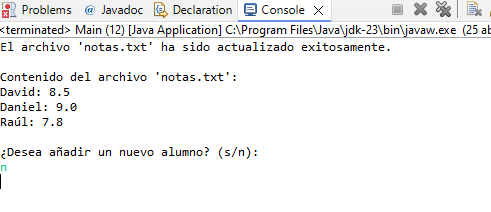 Problems @ Javadoc Declaration Console
<terminated> Main (12) [Java Application] C:\Program Files\Java\jdk-23\bin\javaw.exe (25 ab
El archivo 'notas.txt' ha sido actualizado exitosamente.
Contenido del archivo 'notas.txt':
David: 8.5
Daniel: 9.0
Raúl: 7.8
¿Desea añadir un nuevo alumno? (s/n):
n